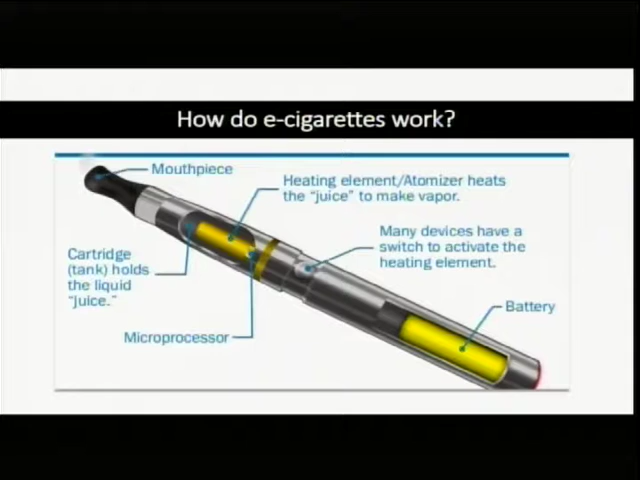 How do e-cigarettes work?
Mouthpiece
Heating element/Atomizer heats
the "juice" to make vapor.
Many devices have a
switch to activate the
heating element.
Cartridge
(tank) holds
the liquid
"juice."
Battery
Microprocessor